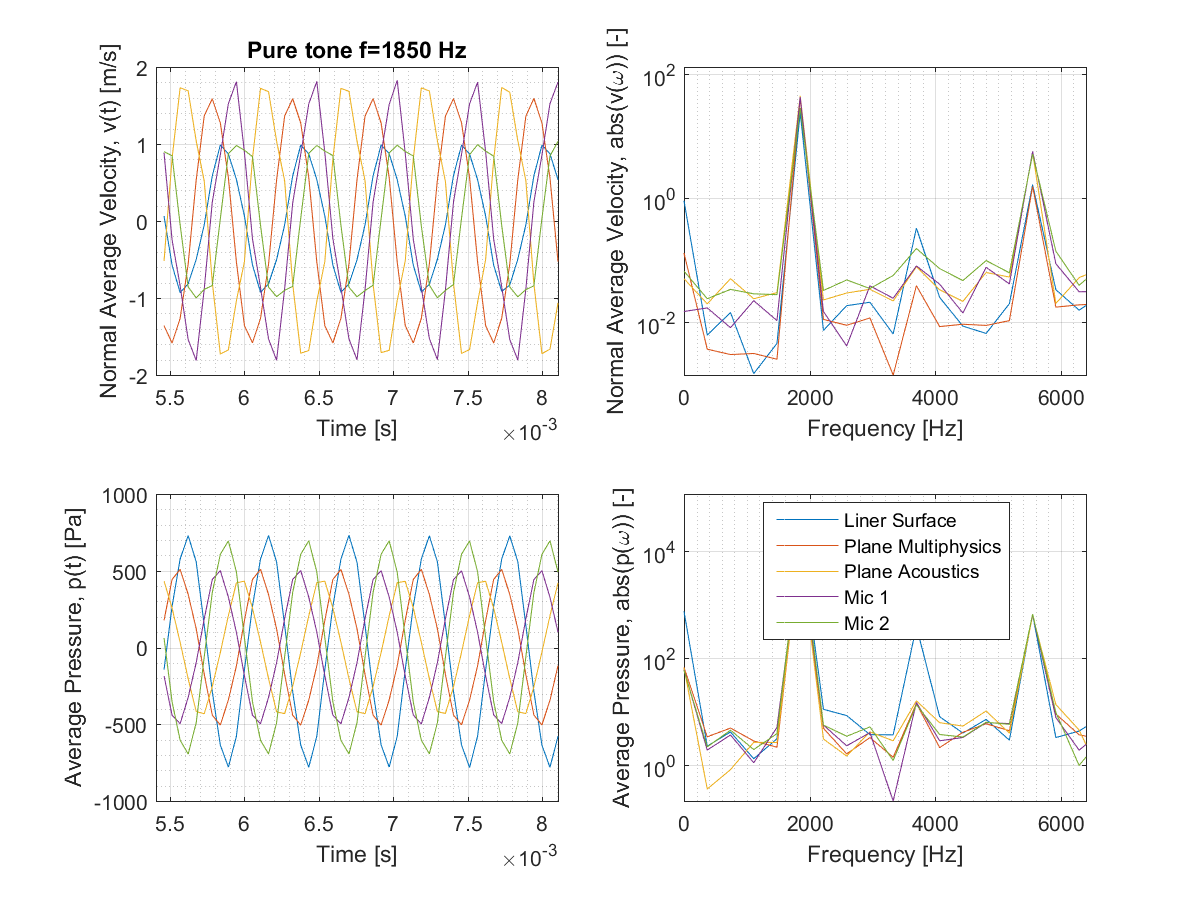 Pure tone f=1850 Hz
Normal Average Velocity, v(t) [m/s]
2
1
0
-1
-2
5.5 6 6.5 7 7.5 8
Time [s]
×10^-3
Normal Average Velocity, abs(v(ω)) [-]
10^2
10^0
10^-2
0 2000 4000 6000
Frequency [Hz]
Average Pressure, p(t) [Pa]
1000
500
0
-500
-1000
5.5 6 6.5 7 7.5 8
Time [s]
×10^-3
Average Pressure, abs(p(ω)) [-]
10^4
10^2
10^0
0 2000 4000 6000
Frequency [Hz]
Liner Surface
Plane Multiphysics
Plane Acoustics
Mic 1
Mic 2